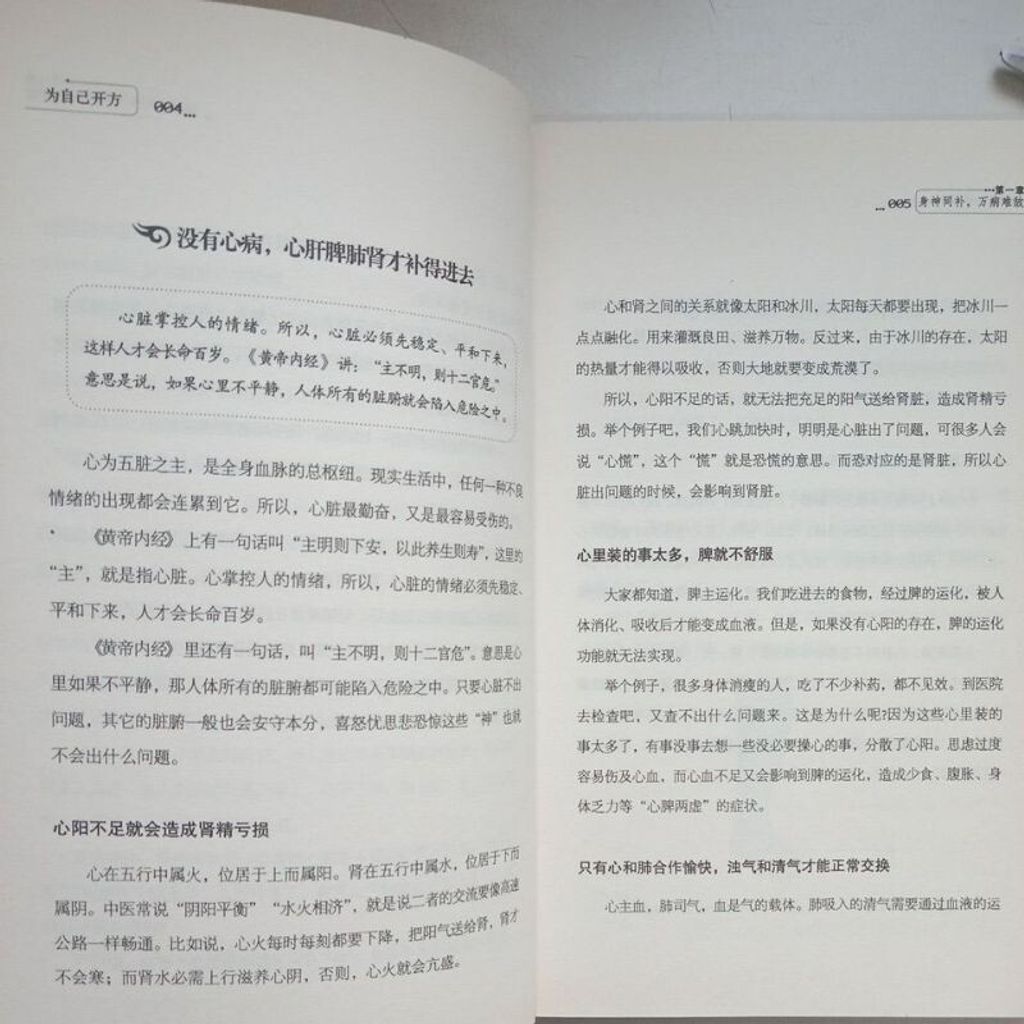 为自己开方 004…
没有心病，心肝脾肺肾才补得进去
心脏掌控人的情绪。所以，心脏必须先稳定、平和下来，
这样人才会长命百岁。《黄帝内经》讲：“主不明，则十二官危。”
意思是说，如果心里不平静，人体所有的脏腑就会陷入危险之中。
心为五脏之主，是全身血脉的总枢纽。现实生活中，任何一种不良
情绪的出现都会连累到它。所以，心脏最勤奋，又是最容易受伤的。
《黄帝内经》上有一句话叫“主明则下安，以此养生则寿”，这里的
“主”，就是指心脏。心掌控人的情绪，所以，心脏的情绪必须先稳定、
平和下来，人才会长命百岁。
《黄帝内经》里还有一句话，叫“主不明，则十二官危”。意思是心
里如果不平静，那人体所有的脏腑都可能陷入危险之中。只要心脏不出
问题，其它的脏腑一般也会安守本分，喜怒忧思悲恐惊这些“神”也就
不会出什么问题。
心阳不足就会造成肾精亏损
心在五行中属火，位居于上而属阳。肾在五行中属水，位居于下而
属阴。中医常说“阴阳平衡”“水火相济”，就是说二者的交流要像高速
公路一样畅通。比如说，心火每时每刻都要下降，把阳气送给肾，肾才
不会寒；而肾水必需上行滋养心阴，否则，心火就会亢盛。
…第一章
…005 身神同补，万病难敌
心和肾之间的关系就像太阳和冰川，太阳每天都要出现，把冰川一
点点融化。用来灌溉良田、滋养万物。反过来，由于冰川的存在，太阳
的热量才能得以吸收，否则大地就要变成荒漠了。
所以，心阳不足的话，就无法把充足的阳气送给肾脏，造成肾精亏
损。举个例子吧，我们心跳加快时，明明是心脏出了问题，可很多人会
说“心慌”，这个“慌”就是恐慌的意思。而恐对应的是肾脏，所以心
脏出问题的时候，会影响到肾脏。
心里装的事太多，脾就不舒服
大家都知道，脾主运化。我们吃进去的食物，经过脾的运化，被人
体消化、吸收后才能变成血液。但是，如果没有心阳的存在，脾的运化
功能就无法实现。
举个例子，很多身体消瘦的人，吃了不少补药，都不见效。到医院
去检查吧，又查不出什么问题来。这是为什么呢?因为这些心里装的
事太多了，有事没事去想一些没必要操心的事，分散了心阳。思虑过度
容易伤及心血，而心血不足又会影响到脾的运化，造成少食、腹胀、身
体乏力等“心脾两虚”的症状。
只有心和肺合作愉快，浊气和清气才能正常交换
心主血，肺司气，血是气的载体。肺吸入的清气需要通过血液的运